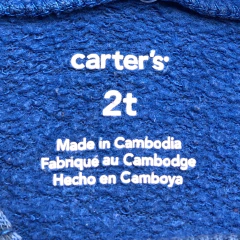 carter's
2t
Made in Cambodia
Fabriqué au Cambodge
Hecho en Camboya